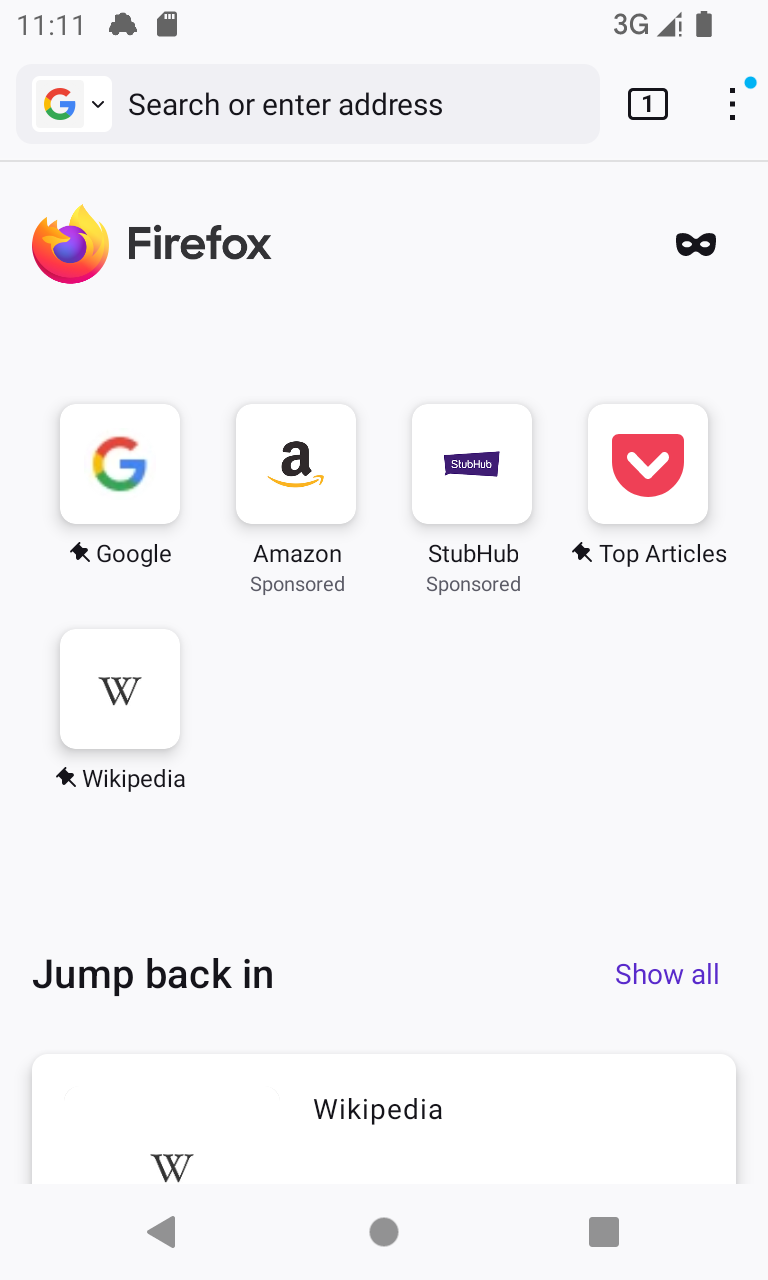 11:11 3G
Search or enter address 1
Firefox
StubHub
Google Amazon StubHub Top Articles
Sponsored Sponsored
W
Wikipedia
Jump back in Show all
Wikipedia
W